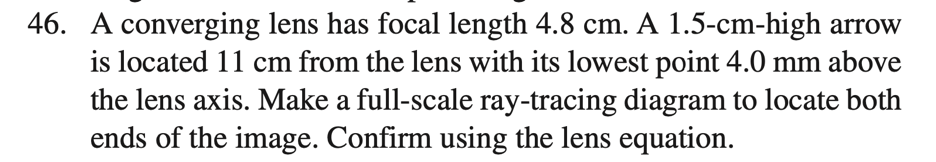 46. A converging lens has focal length 4.8 cm. A 1.5-cm-high arrow
is located 11 cm from the lens with its lowest point 4.0 mm above
the lens axis. Make a full-scale ray-tracing diagram to locate both
ends of the image. Confirm using the lens equation.